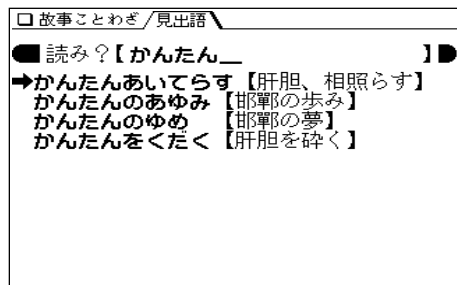 故事ことわざ/見出語
読み?【かんたん__ 】
➡かんたんあいてらす【肝胆、相照らす】
かんたんのあゆみ【邯鄲の歩み】
かんたんのゆめ 【邯鄲の夢】
かんたんをくだく【肝胆を砕く】